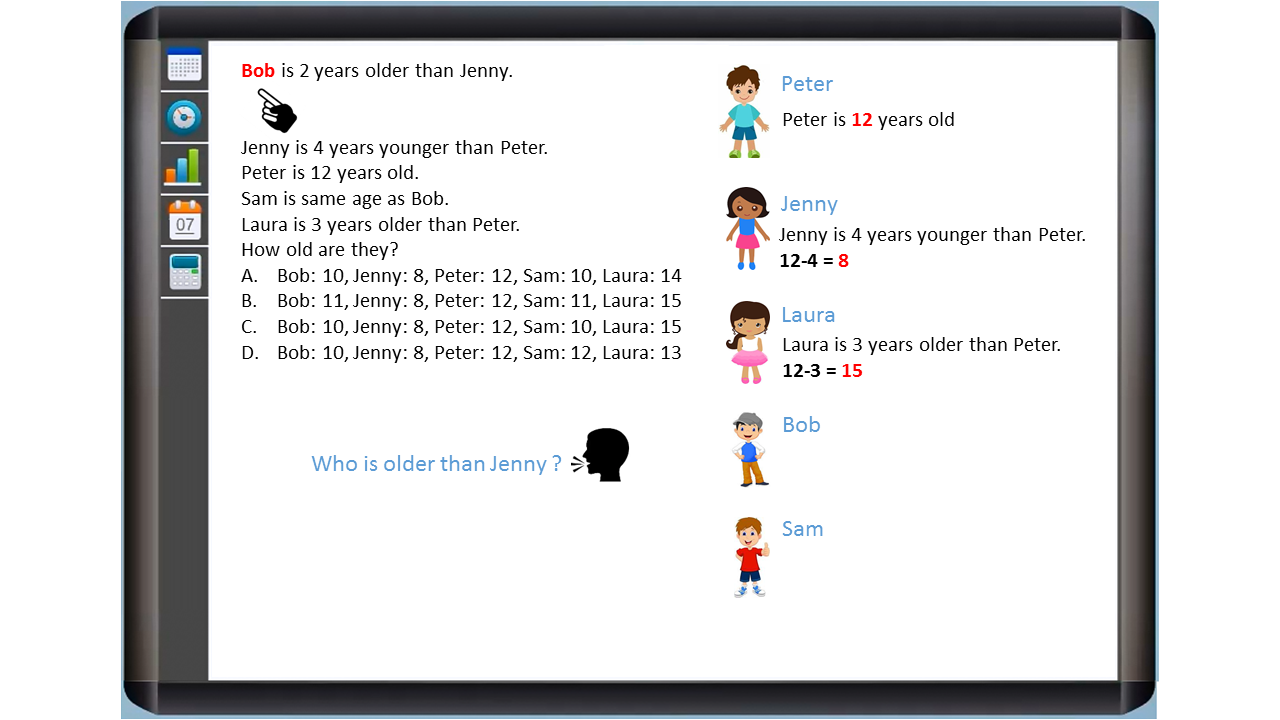 Bob is 2 years older than Jenny.
Jenny is 4 years younger than Peter.
Peter is 12 years old.
Sam is same age as Bob.
Laura is 3 years older than Peter.
How old are they?
A. Bob: 10, Jenny: 8, Peter: 12, Sam: 10, Laura: 14
B. Bob: 11, Jenny: 8, Peter: 12, Sam: 11, Laura: 15
C. Bob: 10, Jenny: 8, Peter: 12, Sam: 10, Laura: 15
D. Bob: 10, Jenny: 8, Peter: 12, Sam: 12, Laura: 13
Who is older than Jenny ?
Peter
Peter is 12 years old
Jenny
Jenny is 4 years younger than Peter.
12-4 = 8
Laura
Laura is 3 years older than Peter.
12-3 = 15
Bob
Sam
07